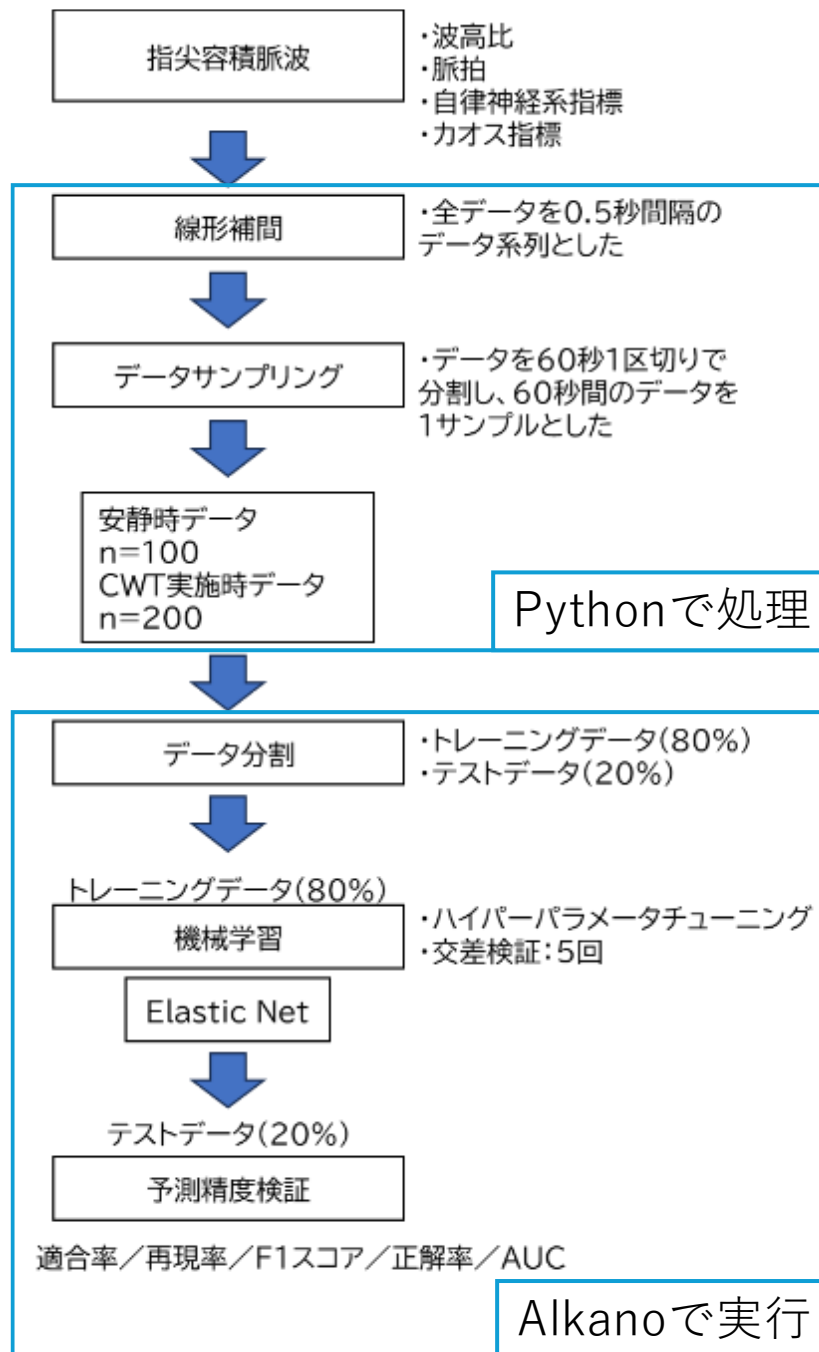 指尖容積脈波
・波高比
・脈拍
・自律神経系指標
・カオス指標
線形補間
・全データを0.5秒間隔の
データ系列とした
データサンプリング
・データを60秒1区切りで
分割し、60秒間のデータを
1サンプルとした
安静時データ
n=100
CWT実施時データ
n=200
Pythonで処理
データ分割
・トレーニングデータ(80%)
・テストデータ(20%)
トレーニングデータ(80%)
機械学習
・ハイパーパラメータチューニング
・交差検証:5回
Elastic Net
テストデータ(20%)
予測精度検証
適合率/再現率/F1スコア/正解率/AUC
Alkanoで実行